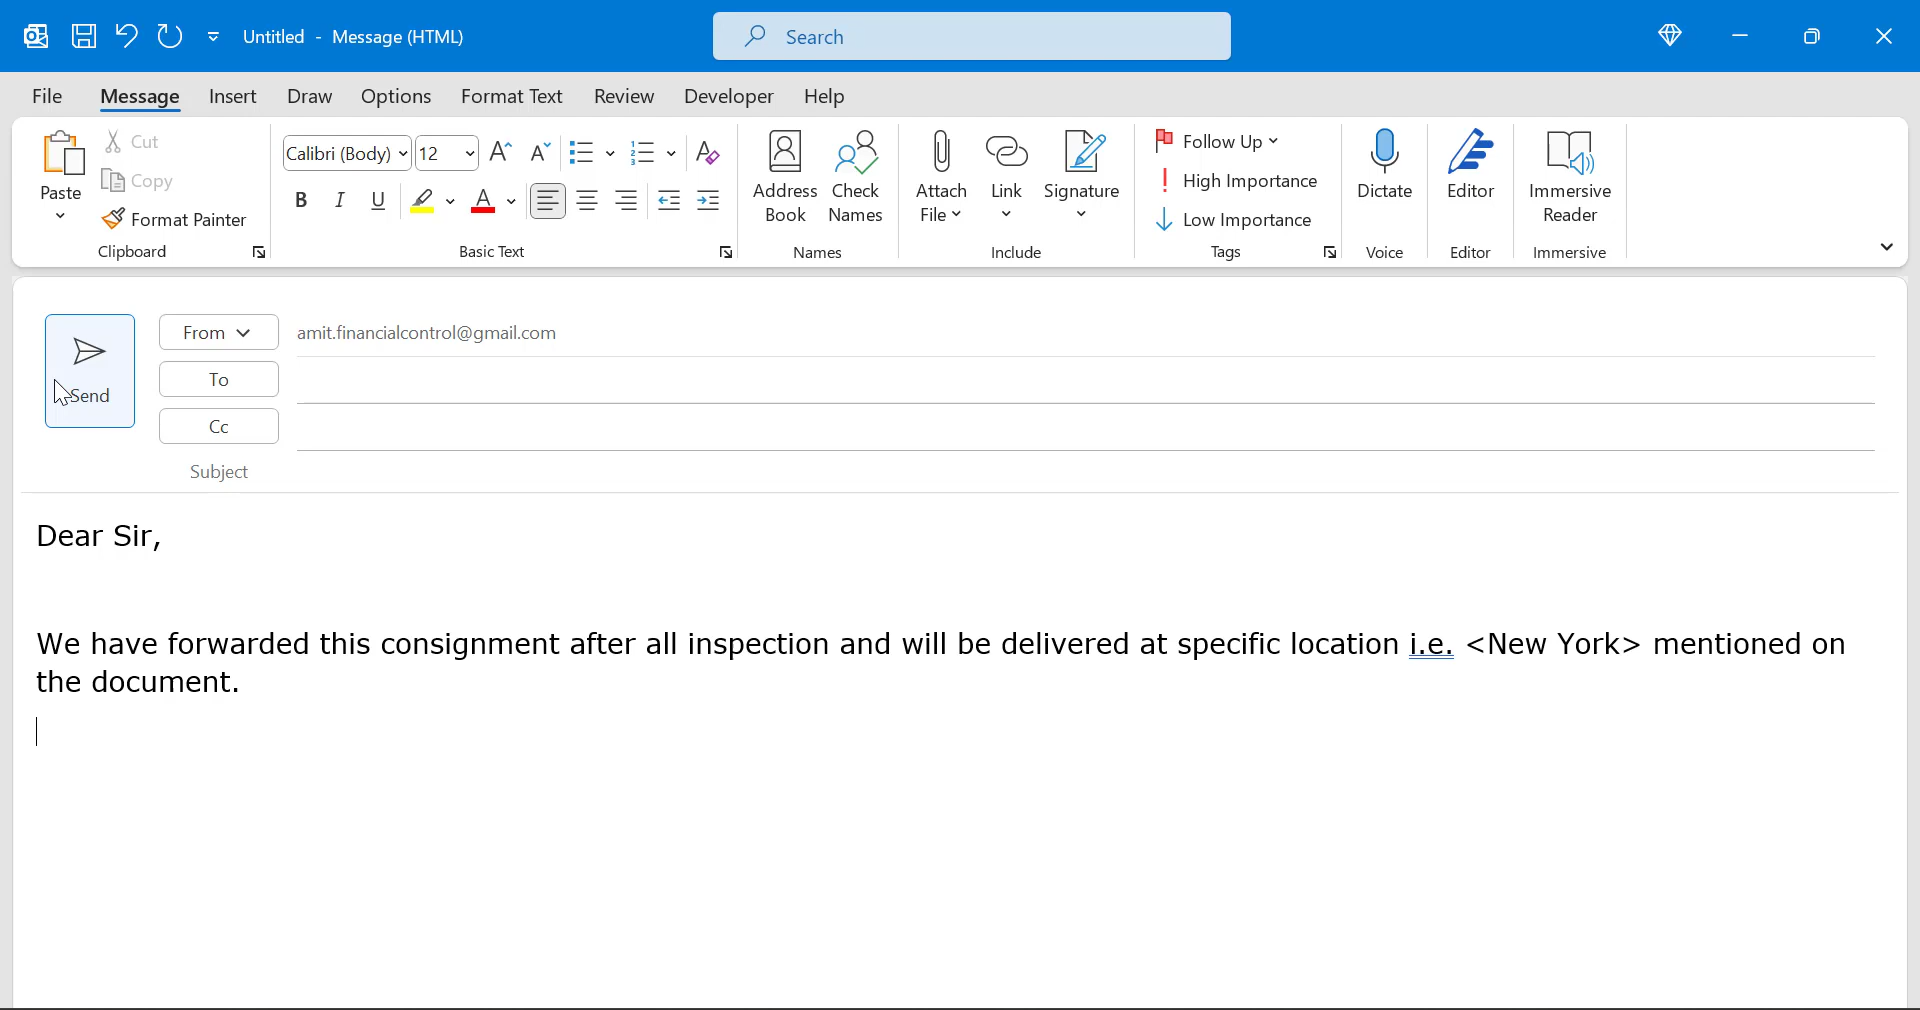 Untitled - Message (HTML)
Search
File Message Insert Draw Options Format Text Review Developer Help
Paste
Cut
Copy
Format Painter
Clipboard
Calibri (Body) 12
B I U A
Basic Text
Address Book
Check Names
Names
Attach File
Link
Signature
Include
Follow Up
High Importance
Low Importance
Tags
Dictate
Voice
Editor
Editor
Immersive Reader
Immersive
Send
From amit.financialcontrol@gmail.com
To
Cc
Subject
Dear Sir,
We have forwarded this consignment after all inspection and will be delivered at specific location i.e. <New York> mentioned on
the document.